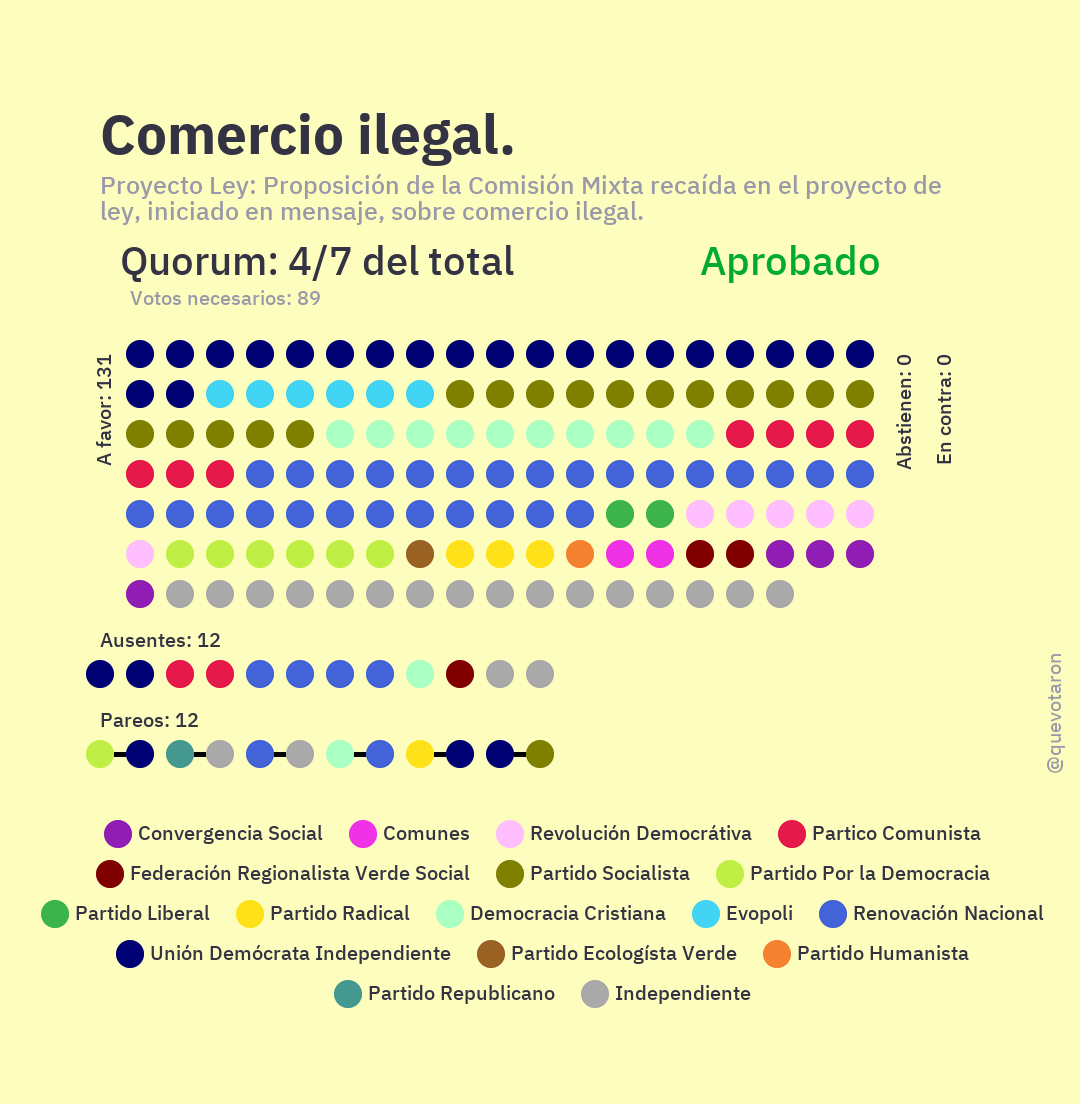 Comercio ilegal.
Proyecto Ley: Proposición de la Comisión Mixta recaída en el proyecto de
ley, iniciado en mensaje, sobre comercio ilegal.
Quorum: 4/7 del total
Aprobado
Votos necesarios: 89
A favor: 131
Abstienen: 0
En contra: 0
Ausentes: 12
Pareos: 12
@quevotaron
Convergencia Social Comunes Revolución Democrátiva Partico Comunista
Federación Regionalista Verde Social Partido Socialista Partido Por la Democracia
Partido Liberal Partido Radical Democracia Cristiana Evopoli Renovación Nacional
Unión Demócrata Independiente Partido Ecologísta Verde Partido Humanista
Partido Republicano Independiente